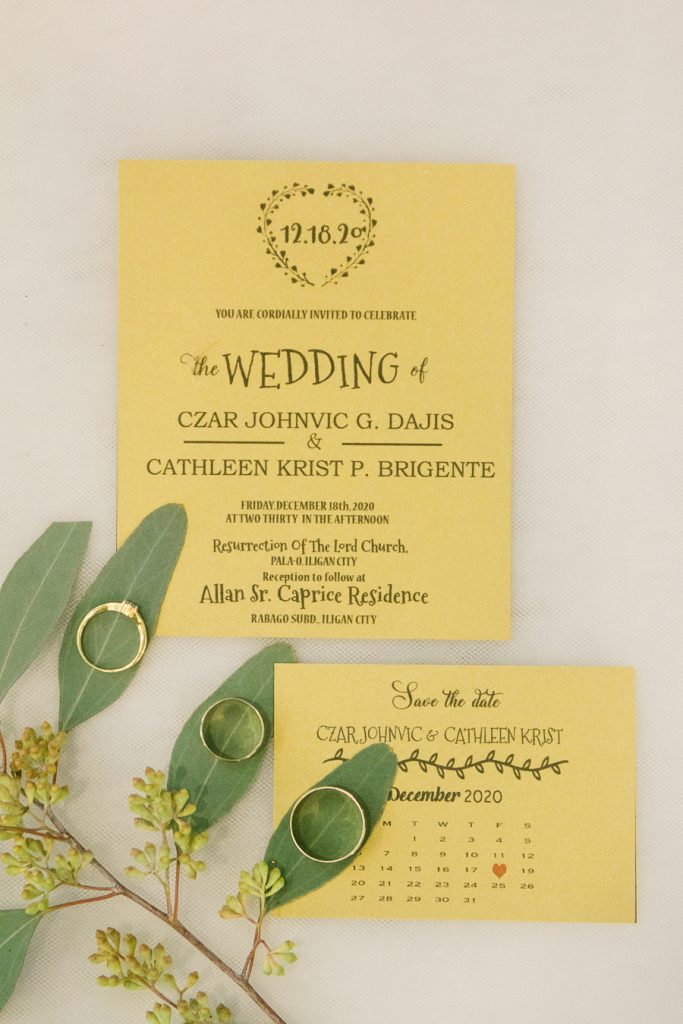 12.18.20
YOU ARE CORDIALLY INVITED TO CELEBRATE
the WEDDING of
CZAR JOHNVIC G. DAJIS
&
CATHLEEN KRIST P. BRIGENTE
FRIDAY, DECEMBER 18th, 2020
AT TWO THIRTY IN THE AFTERNOON
Resurrection Of The Lord Church,
PALA-O, ILIGAN CITY
Reception to follow at
Allan Sr. Caprice Residence
RABAGO SUBD., ILIGAN CITY
Save the date
CZAR JOHNVIC & CATHLEEN KRIST
December 2020
M T W T F S
1 2 3 4 5
8 9 10 11 12
13 14 15 16 17 19
20 21 22 23 24 25 26
27 28 29 30 31